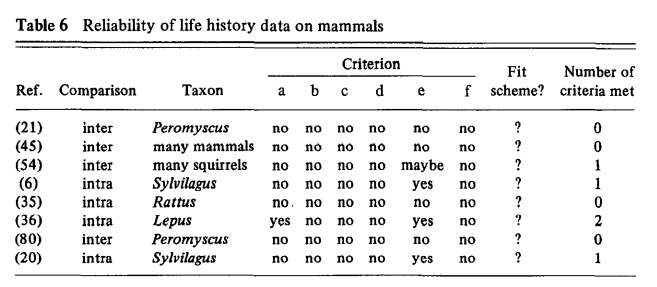 Table 6 Reliability of life history data on mammals
Criterion
Fit Number of
Ref. Comparison Taxon a b c d e f scheme? criteria met
(21) inter Peromyscus no no no no no no ? 0
(45) inter many mammals no no no no no no ? 0
(54) inter many squirrels no no no no maybe no ? 1
(6) intra Sylvilagus no no no no yes no ? 1
(35) intra Rattus no. no no no no no ? 0
(36) intra Lepus yes no no no yes no ? 2
(80) inter Peromyscus no no no no no no ? 0
(20) intra Sylvilagus no no no no yes no ? 1